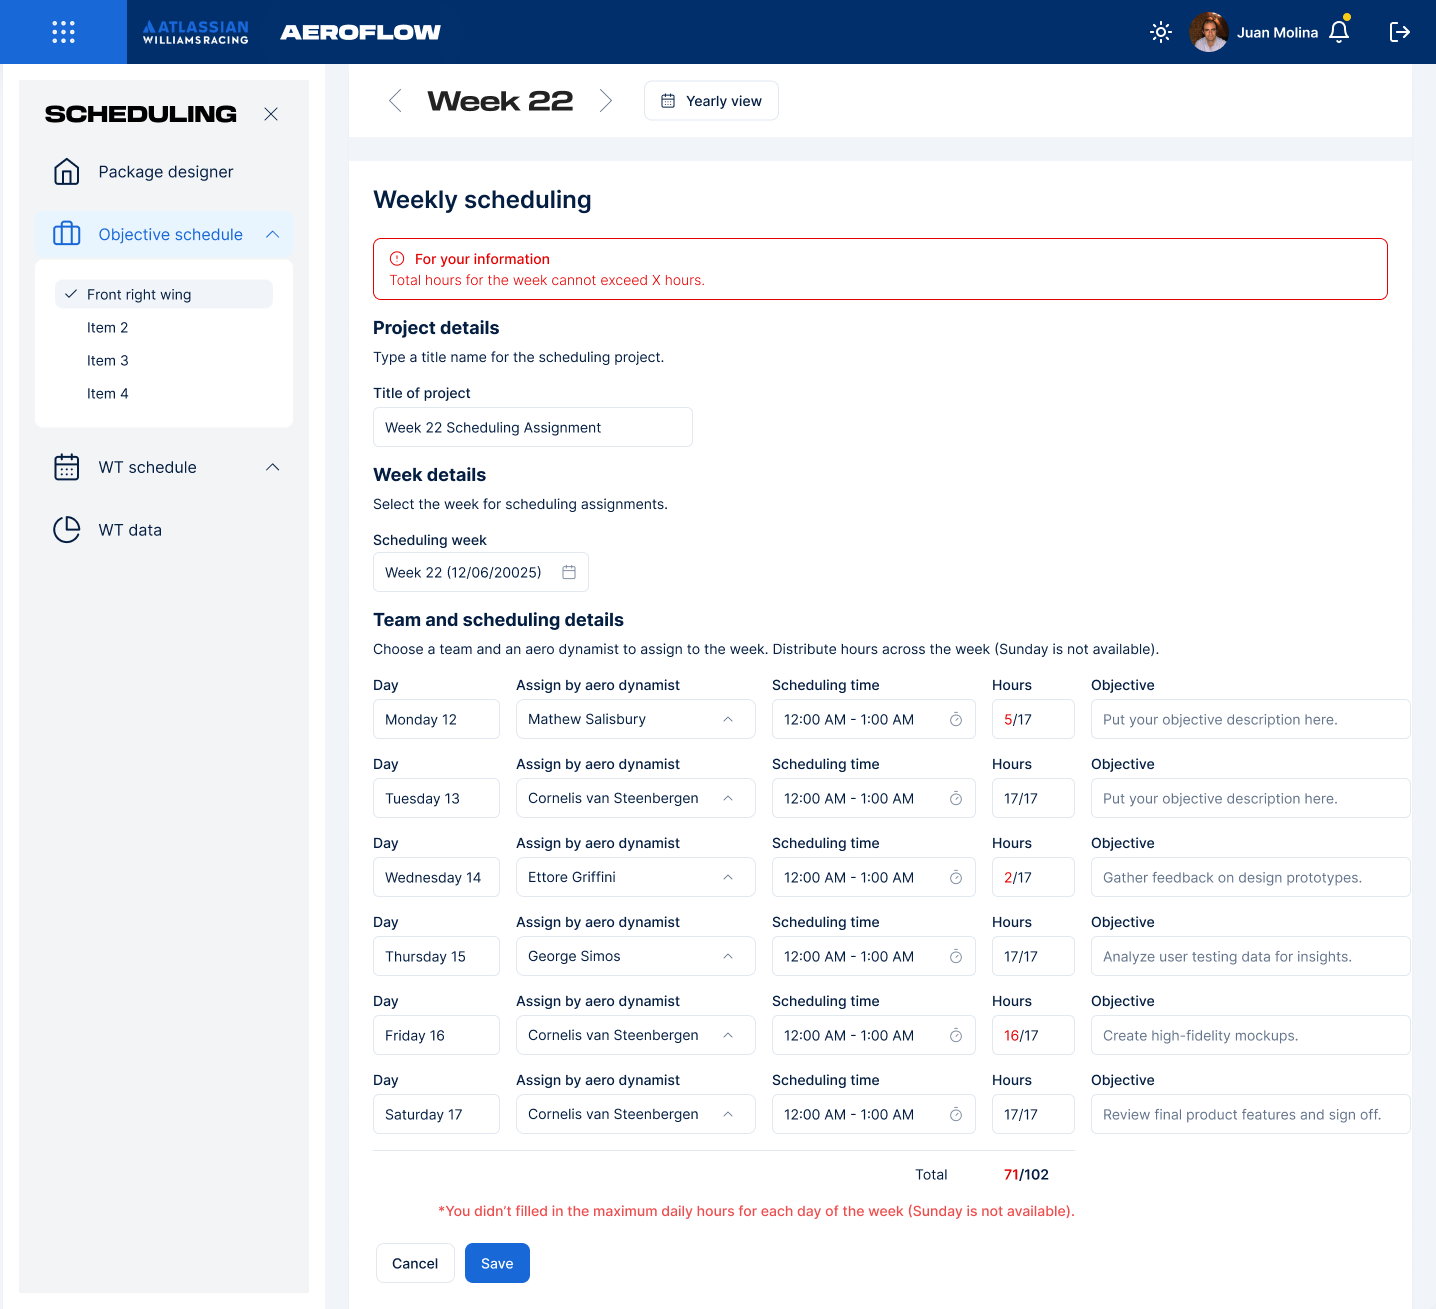 ATLASSIAN
WILLIAMS RACING
AEROFLOW
Juan Molina
SCHEDULING
Package designer
Objective schedule
Front right wing
Item 2
Item 3
Item 4
WT schedule
WT data
Week 22
Yearly view
Weekly scheduling
For your information
Total hours for the week cannot exceed X hours.
Project details
Type a title name for the scheduling project.
Title of project
Week 22 Scheduling Assignment
Week details
Select the week for scheduling assignments.
Scheduling week
Week 22 (12/06/20025)
Team and scheduling details
Choose a team and an aero dynamist to assign to the week. Distribute hours across the week (Sunday is not available).
Day Assign by aero dynamist Scheduling time Hours Objective
Monday 12 Mathew Salisbury 12:00 AM - 1:00 AM 5/17 Put your objective description here.
Day Assign by aero dynamist Scheduling time Hours Objective
Tuesday 13 Cornelis van Steenbergen 12:00 AM - 1:00 AM 17/17 Put your objective description here.
Day Assign by aero dynamist Scheduling time Hours Objective
Wednesday 14 Ettore Griffini 12:00 AM - 1:00 AM 2/17 Gather feedback on design prototypes.
Day Assign by aero dynamist Scheduling time Hours Objective
Thursday 15 George Simos 12:00 AM - 1:00 AM 17/17 Analyze user testing data for insights.
Day Assign by aero dynamist Scheduling time Hours Objective
Friday 16 Cornelis van Steenbergen 12:00 AM - 1:00 AM 16/17 Create high-fidelity mockups.
Day Assign by aero dynamist Scheduling time Hours Objective
Saturday 17 Cornelis van Steenbergen 12:00 AM - 1:00 AM 17/17 Review final product features and sign off.
Total 71/102
*You didn't filled in the maximum daily hours for each day of the week (Sunday is not available).
Cancel Save